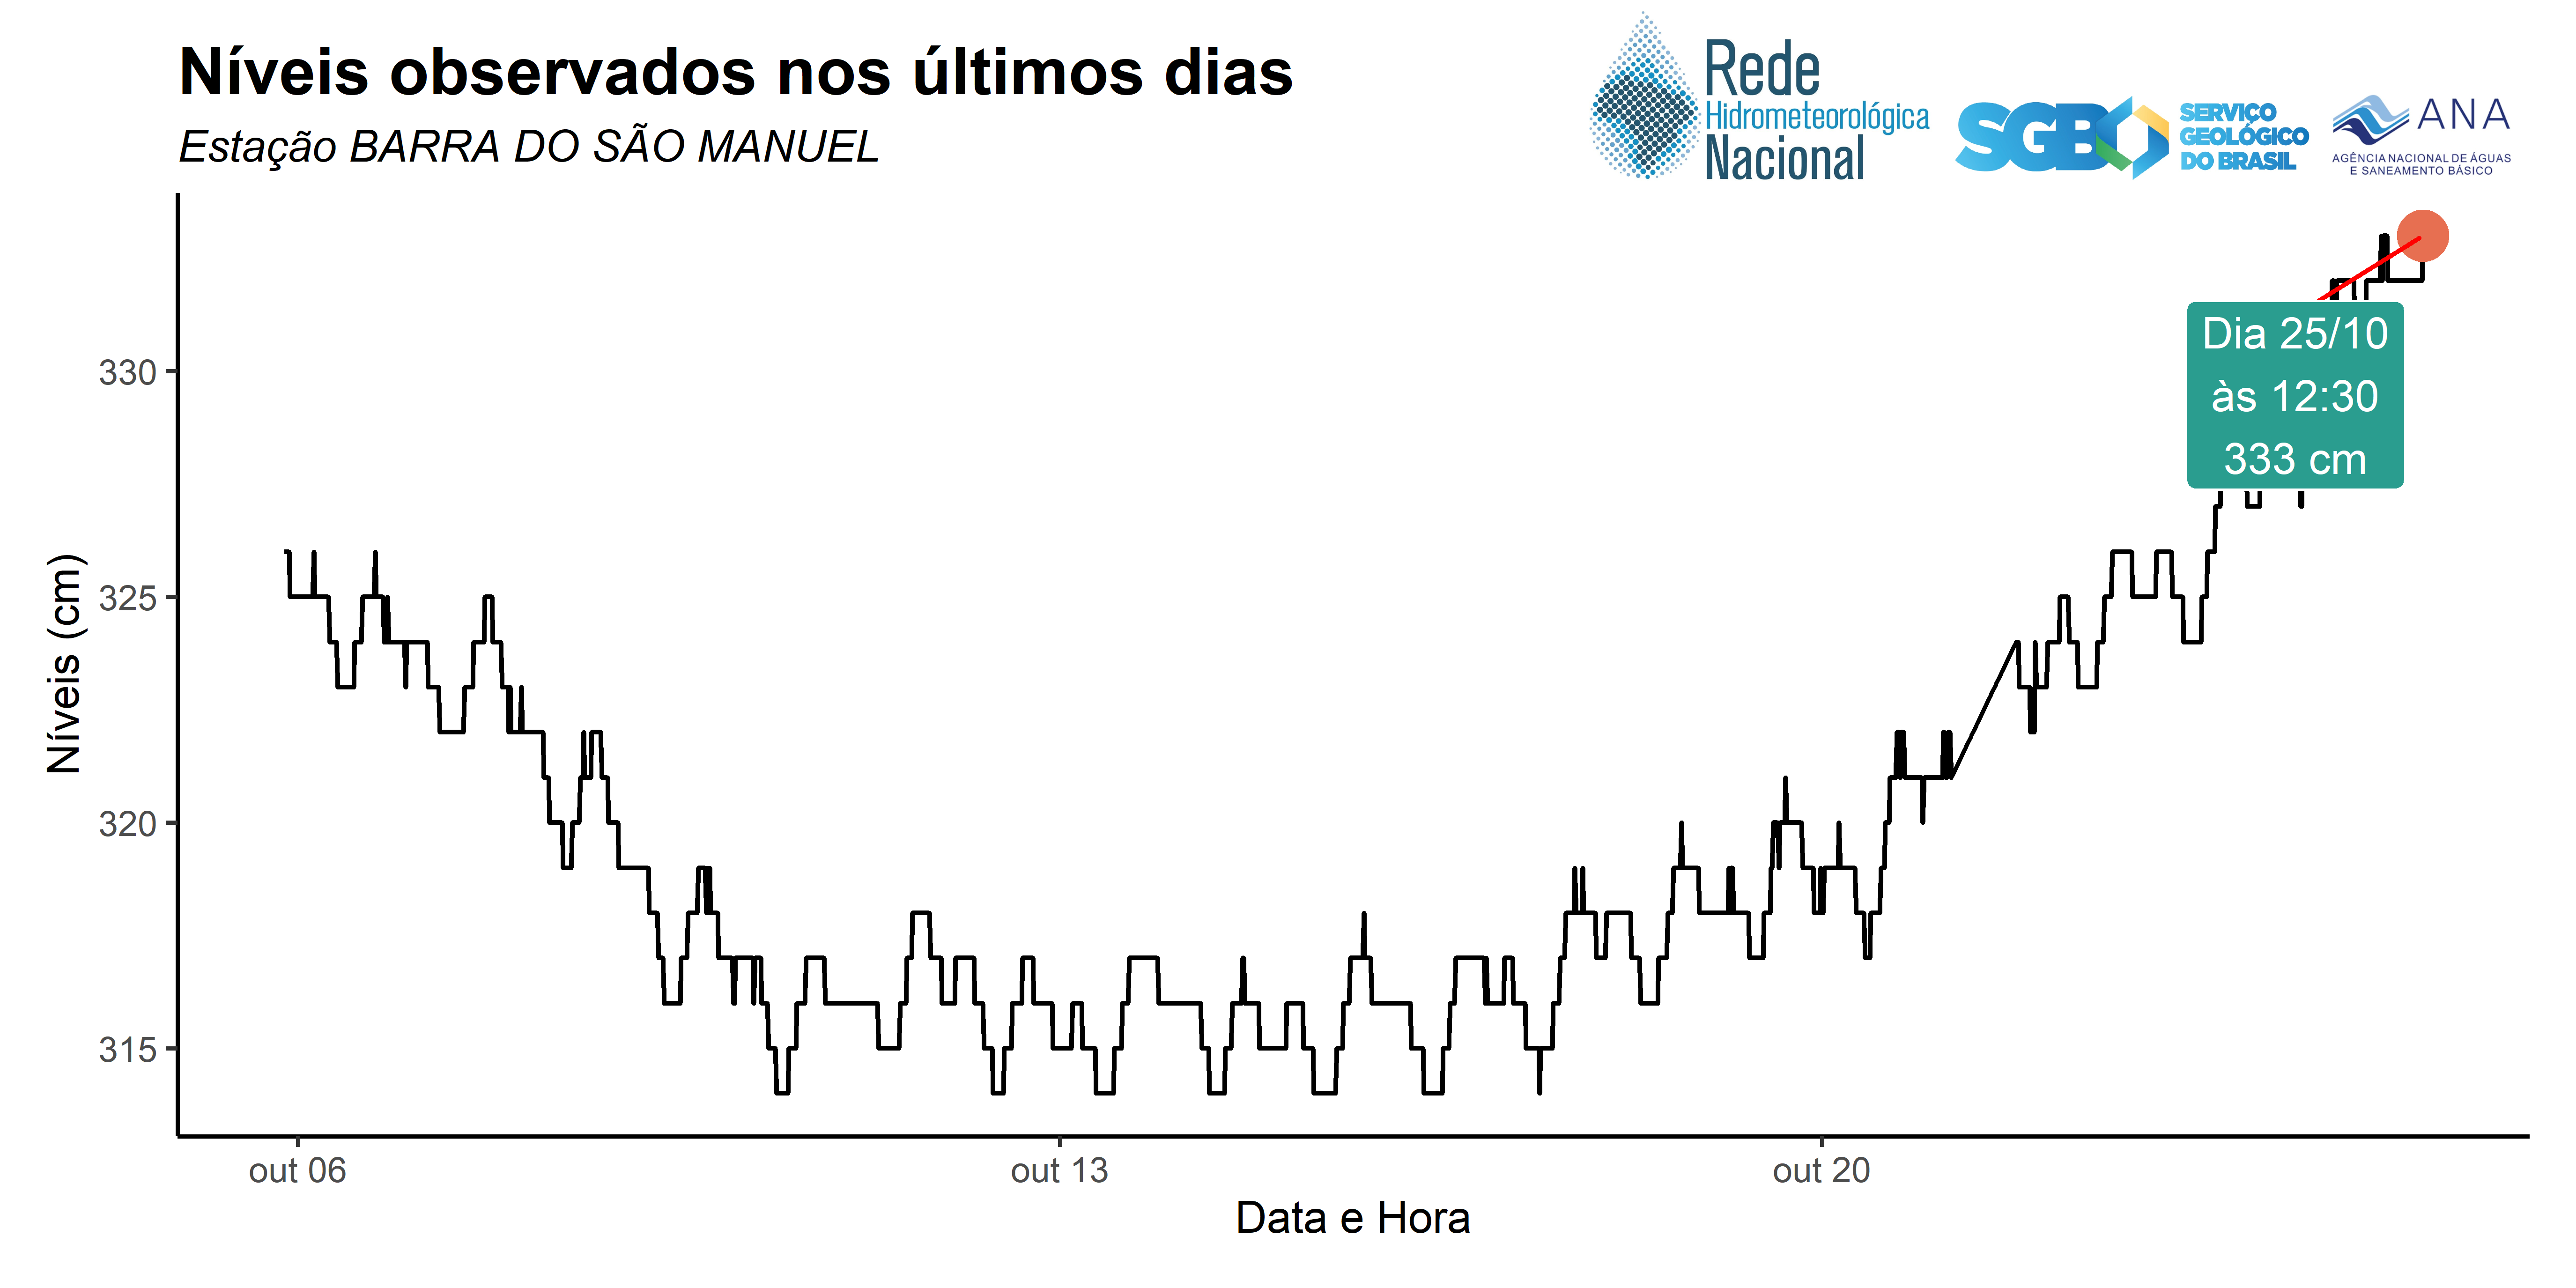 Níveis observados nos últimos dias
Estação BARRA DO SÃO MANUEL
Rede
Hidrometeorológica
Nacional
SGB
SERVIÇO
GEOLÓGICO
DO BRASIL
ANA
AGÊNCIA NACIONAL DE ÁGUAS
E SANEAMENTO BÁSICO
Níveis (cm)
330
325
320
315
Dia 25/10
às 12:30
333 cm
out 06
out 13
out 20
Data e Hora